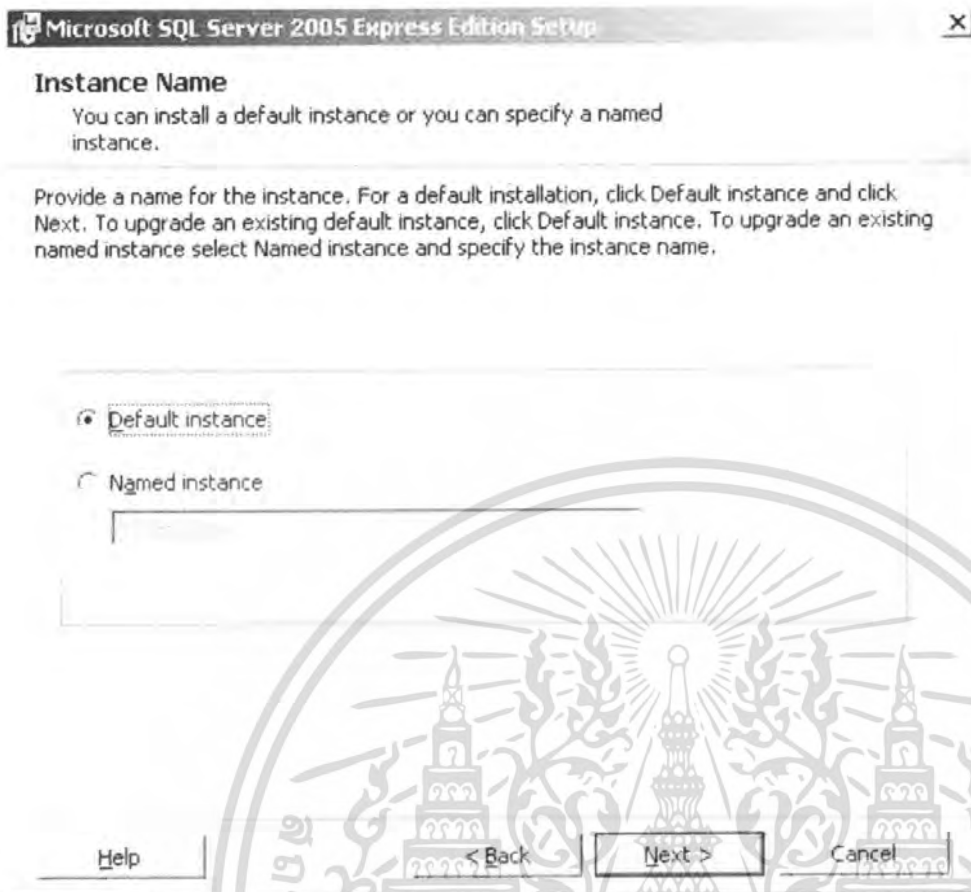 Microsoft SQL Server 2005 Express Edition Setup
Instance Name
You can install a default instance or you can specify a named
instance.
Provide a name for the instance. For a default installation, click Default instance and click
Next. To upgrade an existing default instance, click Default instance. To upgrade an existing
named instance select Named instance and specify the instance name.
Default instance
Named instance
Help
< Back
Next >
Cancel